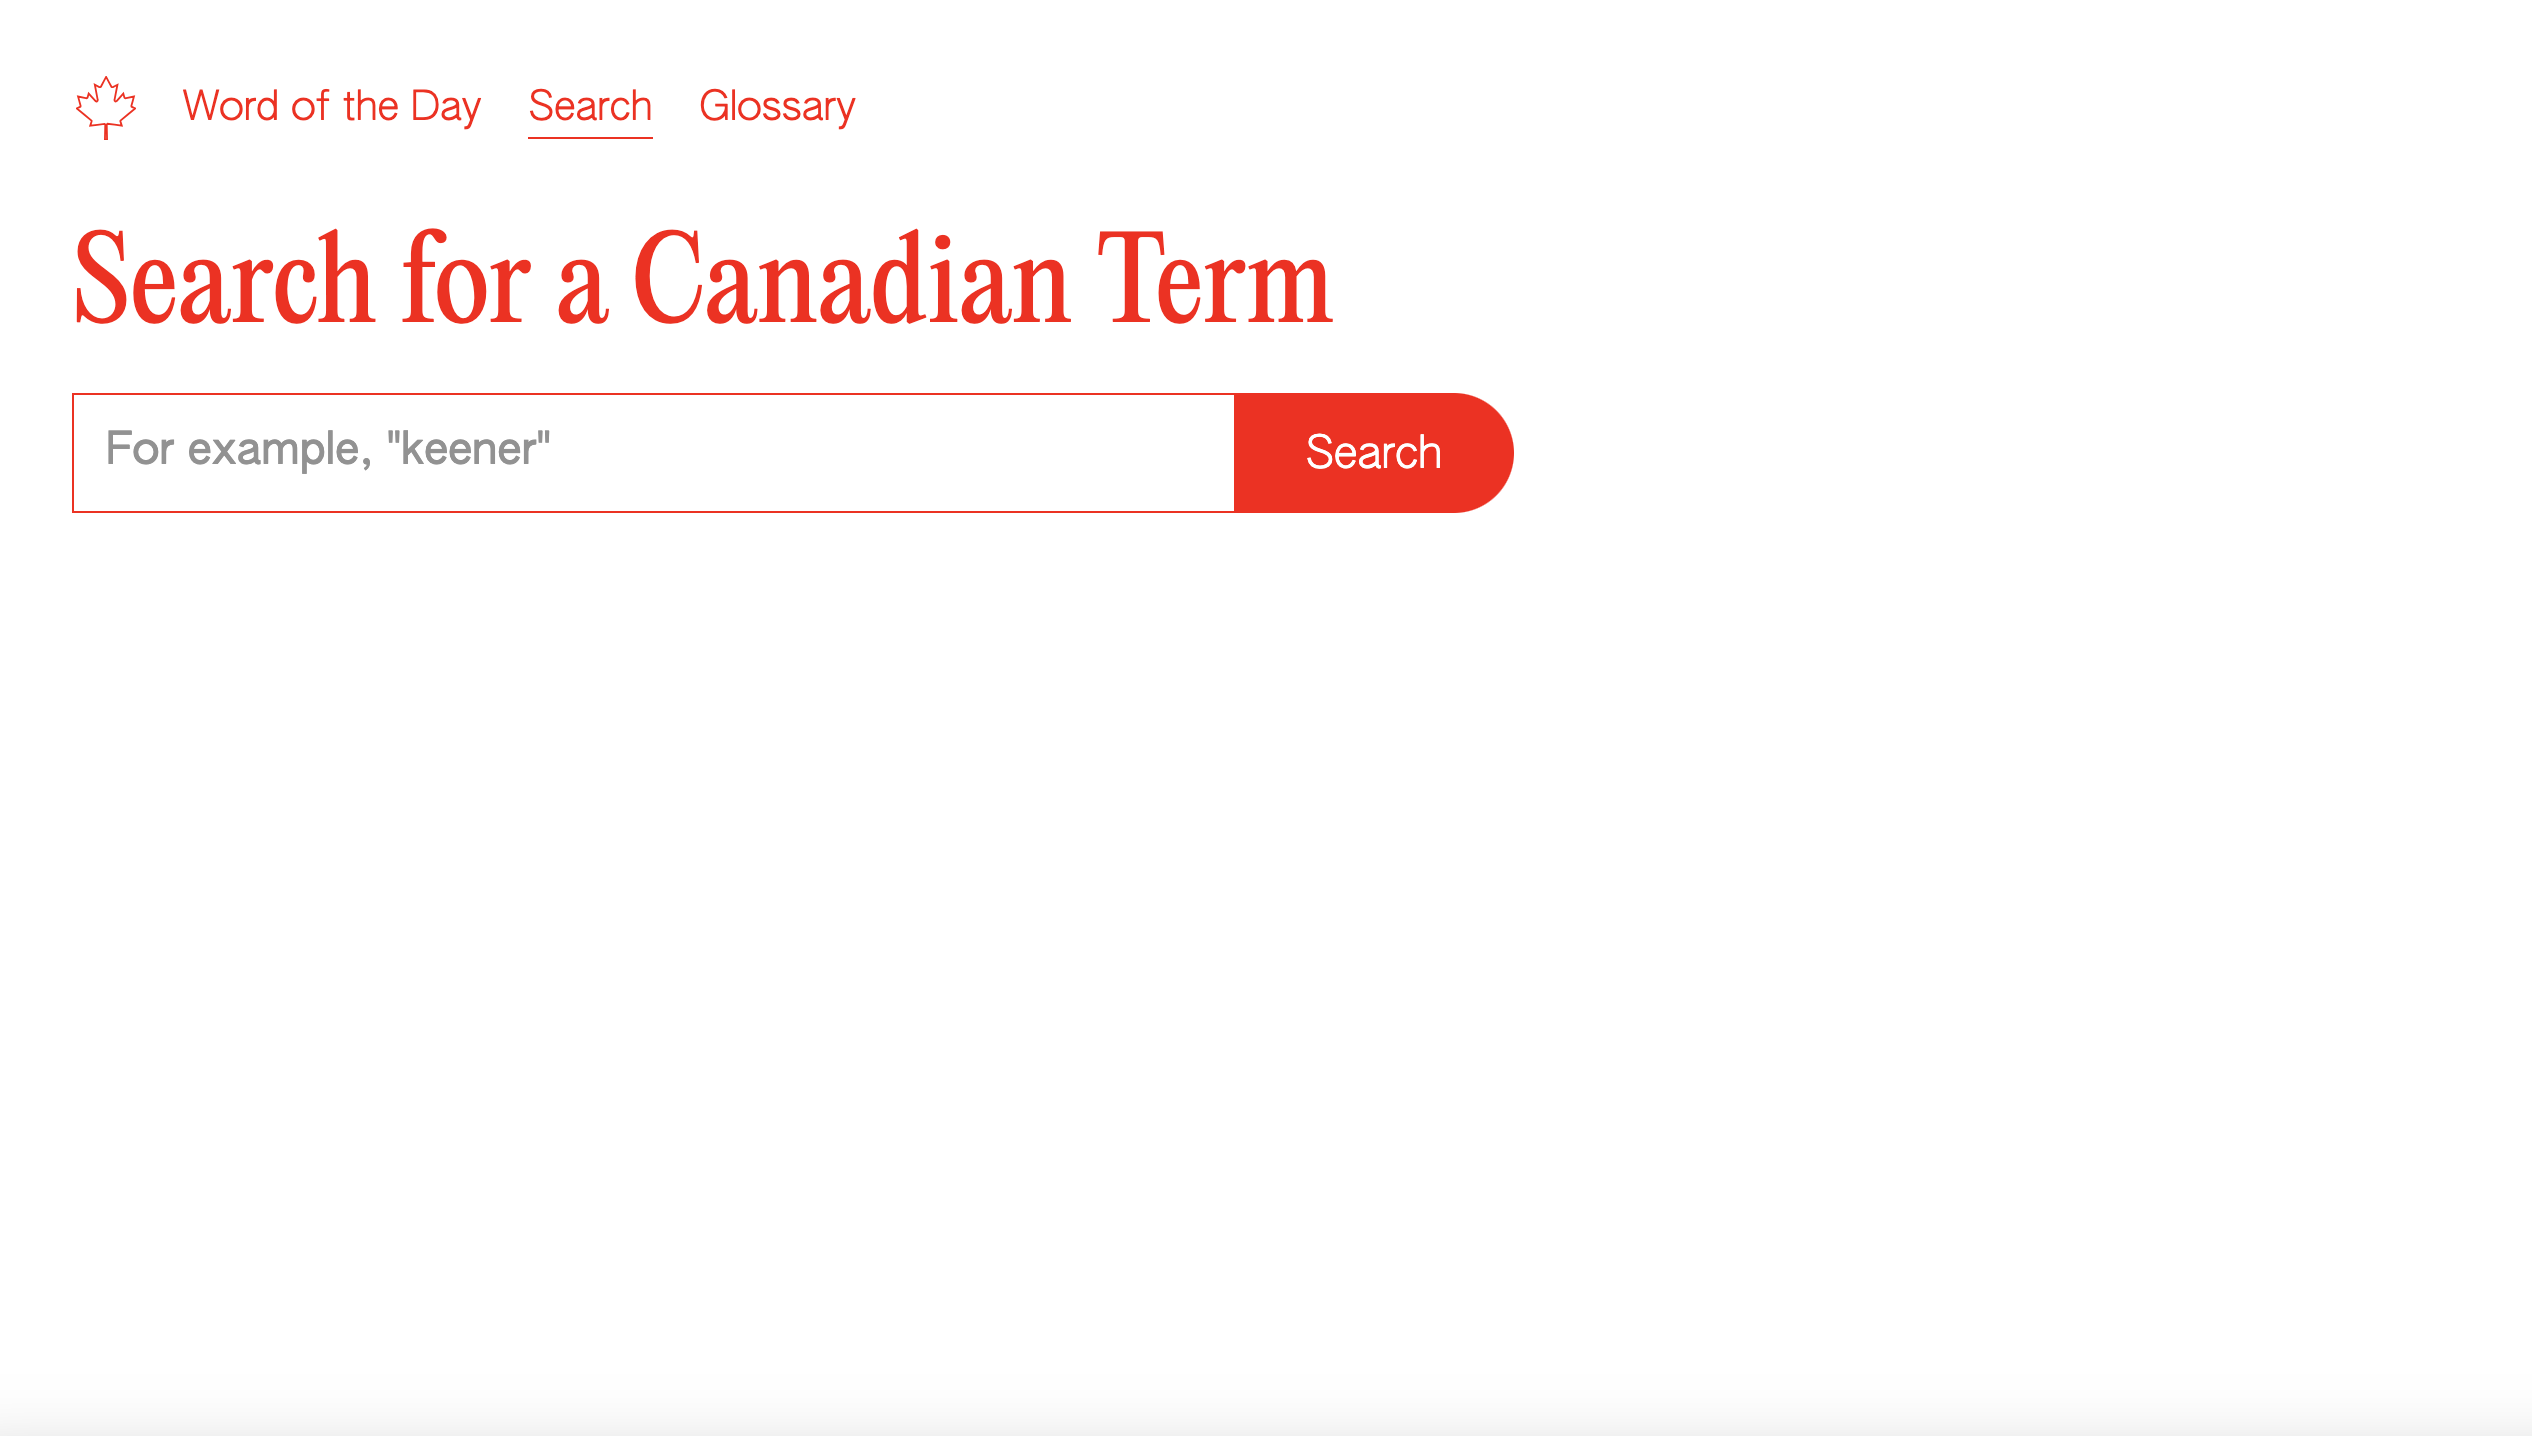 Word of the Day Search Glossary
Search for a Canadian Term
For example, "keener" Search